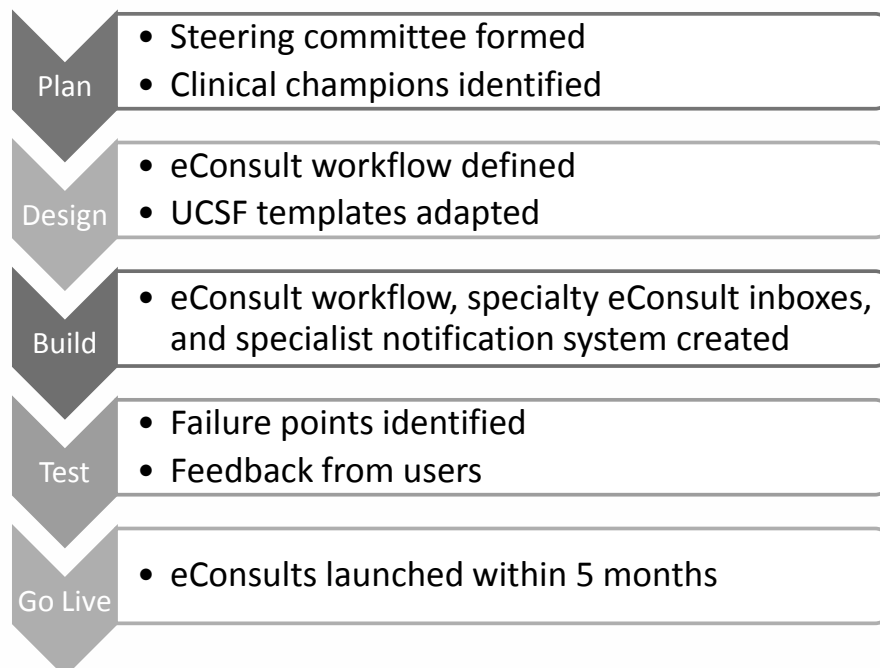 Plan
• Steering committee formed
• Clinical champions identified
Design
• eConsult workflow defined
• UCSF templates adapted
Build
• eConsult workflow, specialty eConsult inboxes,
and specialist notification system created
Test
• Failure points identified
• Feedback from users
Go Live
• eConsults launched within 5 months